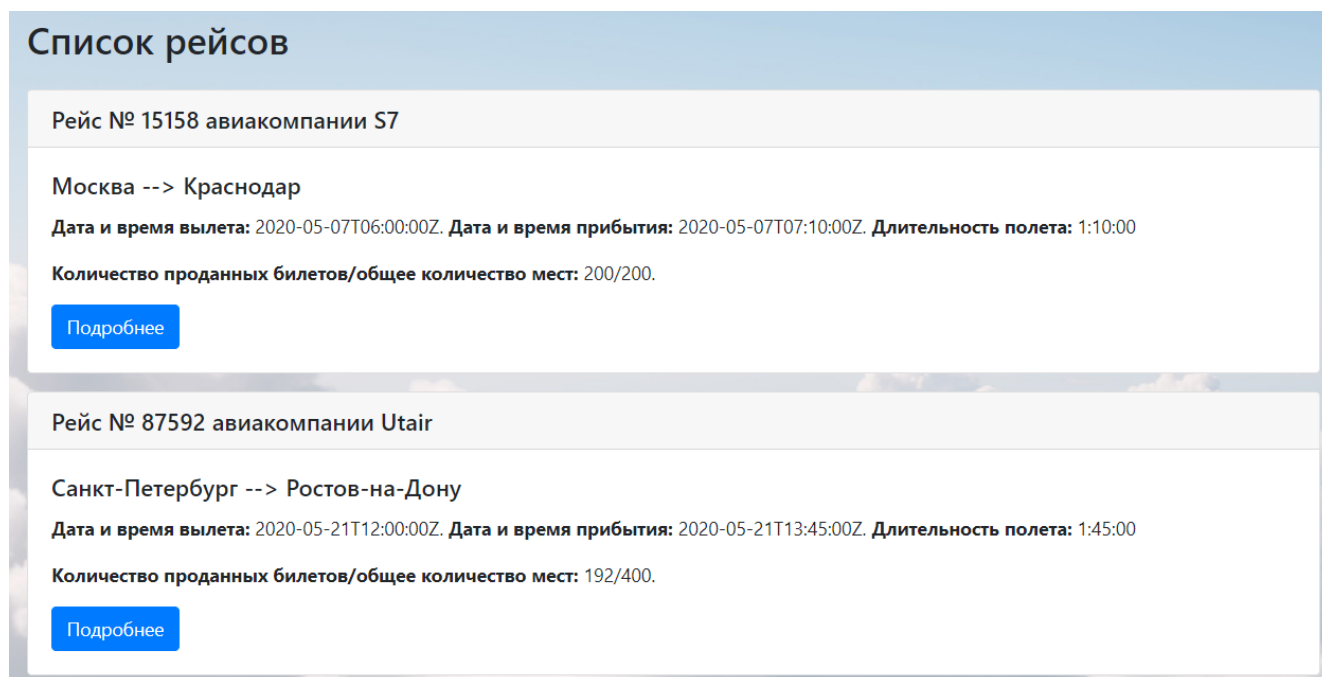 Список рейсов
Рейс № 15158 авиакомпании S7
Москва --> Краснодар
Дата и время вылета: 2020-05-07T06:00:00Z. Дата и время прибытия: 2020-05-07T07:10:00Z. Длительность полета: 1:10:00
Количество проданных билетов/общее количество мест: 200/200.
Подробнее
Рейс № 87592 авиакомпании Utair
Санкт-Петербург --> Ростов-на-Дону
Дата и время вылета: 2020-05-21T12:00:00Z. Дата и время прибытия: 2020-05-21T13:45:00Z. Длительность полета: 1:45:00
Количество проданных билетов/общее количество мест: 192/400.
Подробнее